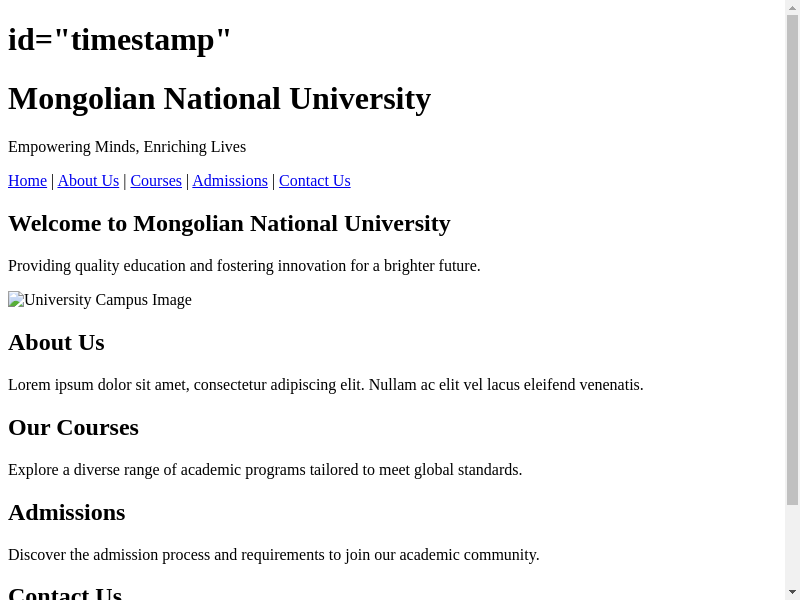 id="timestamp"
Mongolian National University
Empowering Minds, Enriching Lives
Home | About Us | Courses | Admissions | Contact Us
Welcome to Mongolian National University
Providing quality education and fostering innovation for a brighter future.
University Campus Image
About Us
Lorem ipsum dolor sit amet, consectetur adipiscing elit. Nullam ac elit vel lacus eleifend venenatis.
Our Courses
Explore a diverse range of academic programs tailored to meet global standards.
Admissions
Discover the admission process and requirements to join our academic community.
Contact Us